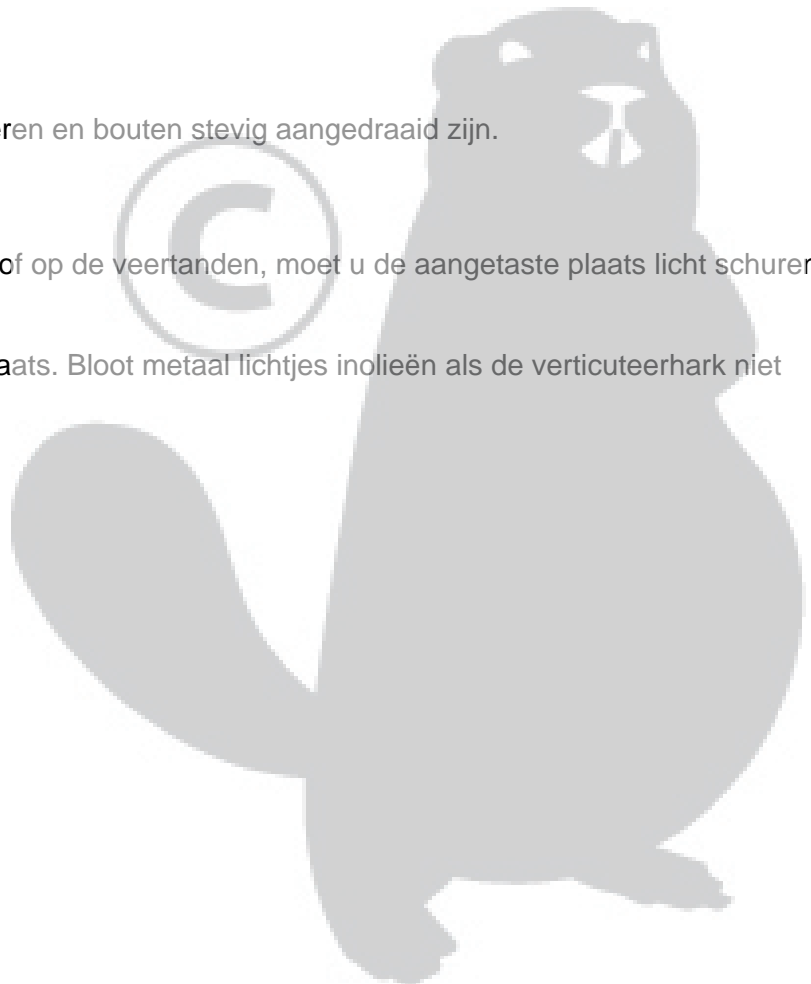 ren en bouten stevig aangedraaid zijn.
©
of op de veertanden, moet u de aangetaste plaats licht schuren
aats. Bloot metaal lichtjes inolieën als de verticuteerhark niet